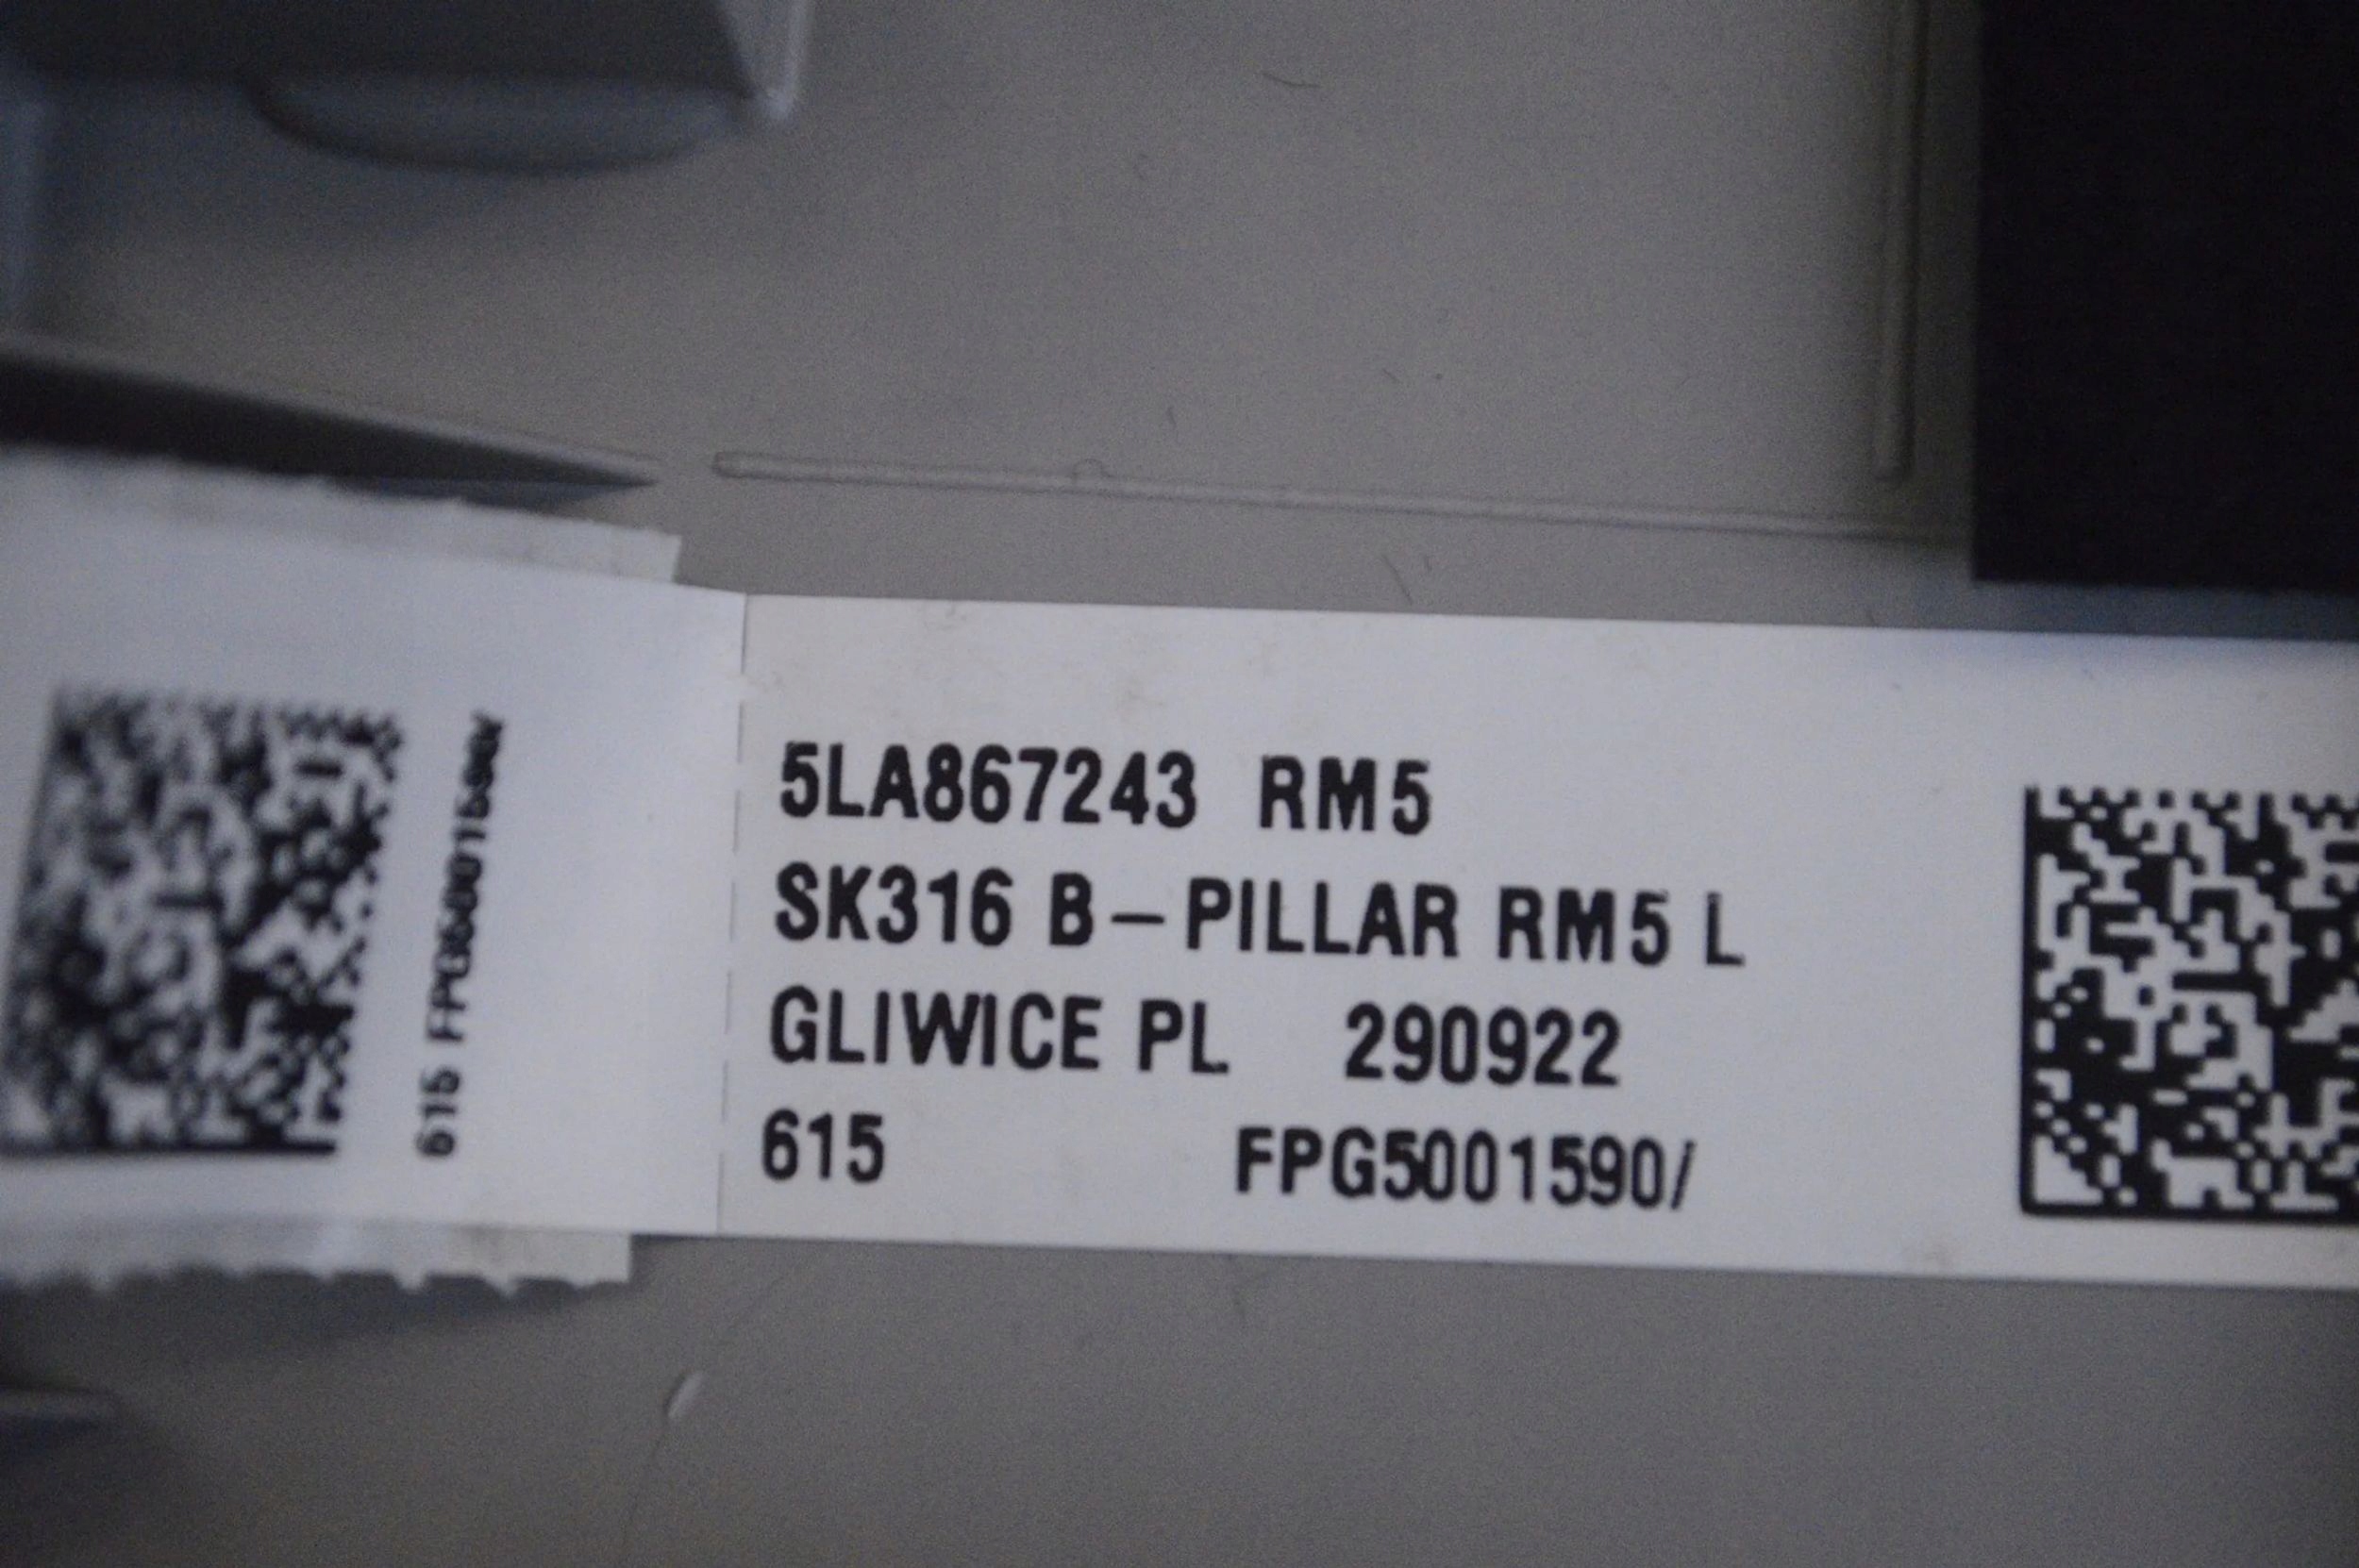 5LA867243 RM5
SK316 B-PILLAR RM5 L
GLIWICE PL 290922
615 FPG5001590/
615